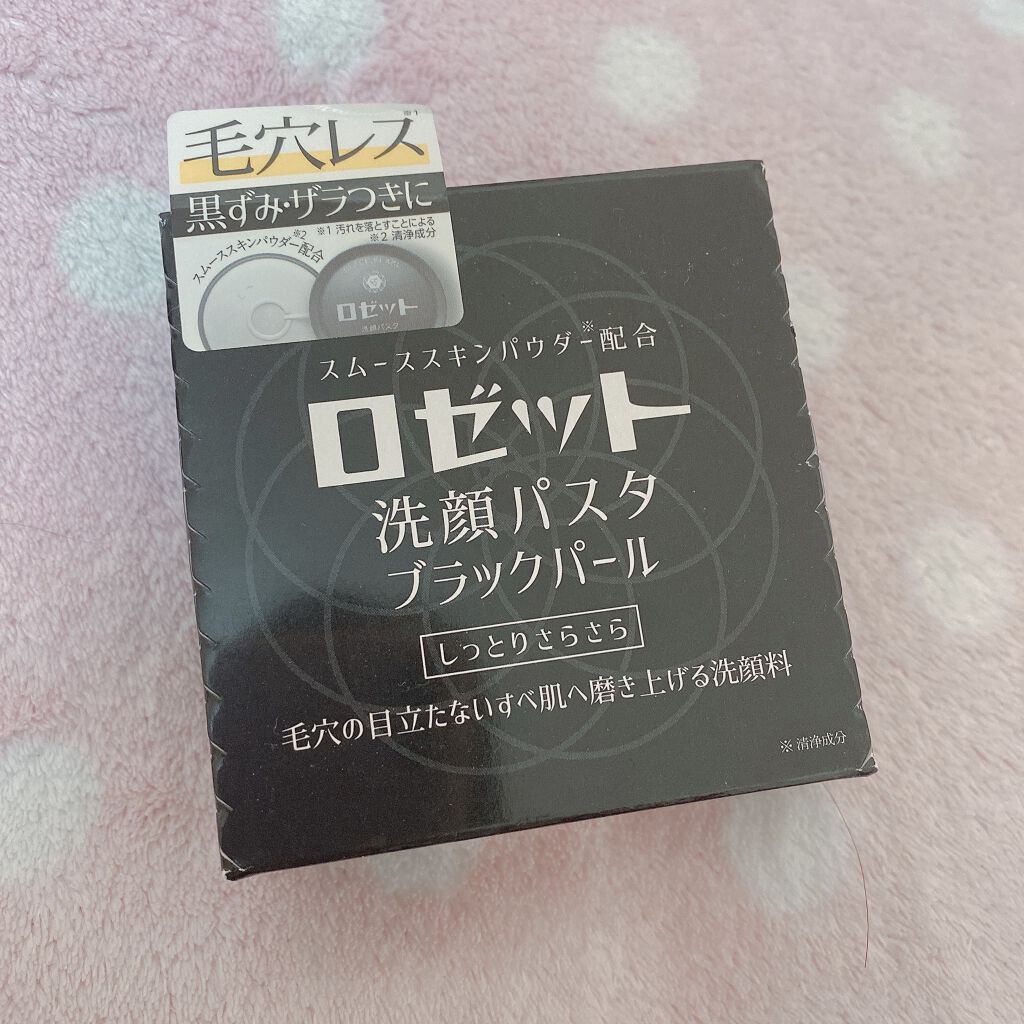 毛穴レス※1
黒ずみ・ザラつきに
※1 汚れを落とすことによる
※2 清浄成分
スムーススキンパウダー※2配合
ロゼット
洗顔パスタ
スムーススキンパウダー※配合
ロゼット
洗顔パスタ
ブラックパール
しっとりさらさら
毛穴の目立たないすべ肌へ磨き上げる洗顔料
※ 清浄成分